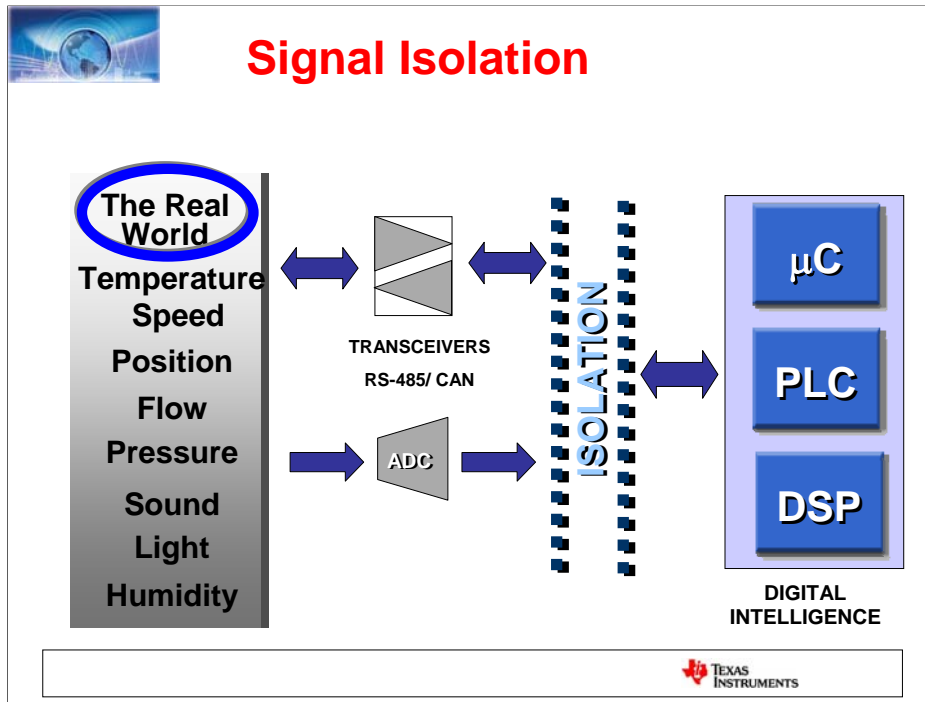 Signal Isolation
The Real
World
Temperature
Speed
Position
Flow
Pressure
Sound
Light
Humidity
TRANSCEIVERS
RS-485/ CAN
ADC
ISOLATION
μC
PLC
DSP
DIGITAL
INTELLIGENCE
TEXAS
INSTRUMENTS